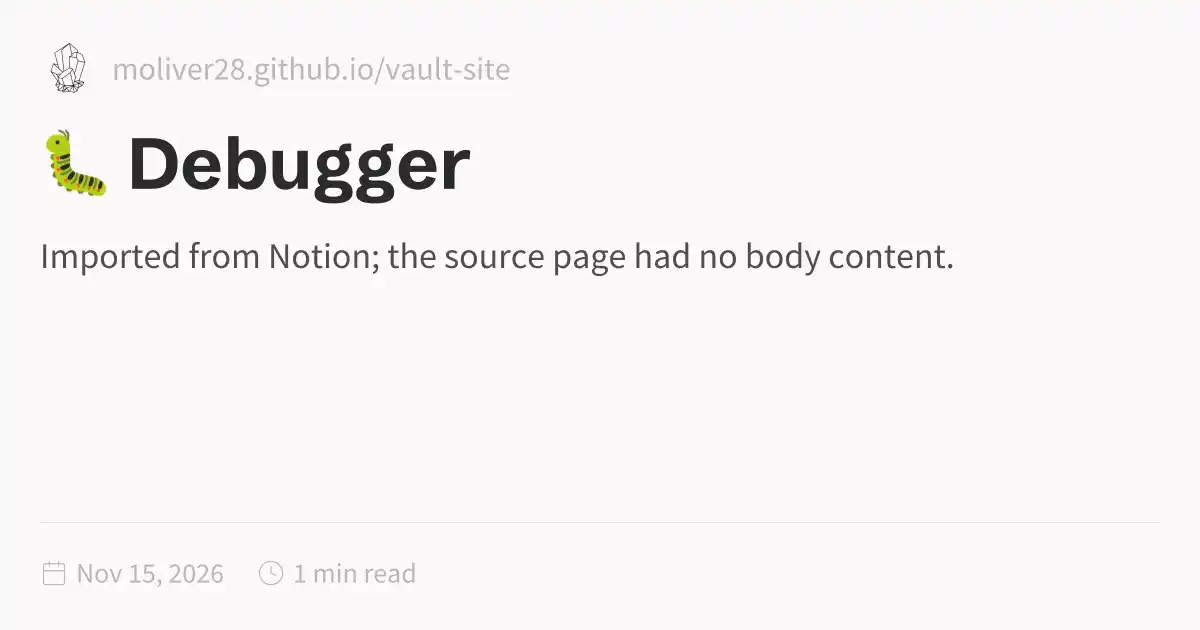 moliver28.github.io/vault-site
🐛 Debugger
Imported from Notion; the source page had no body content.
Nov 15, 2026 1 min read